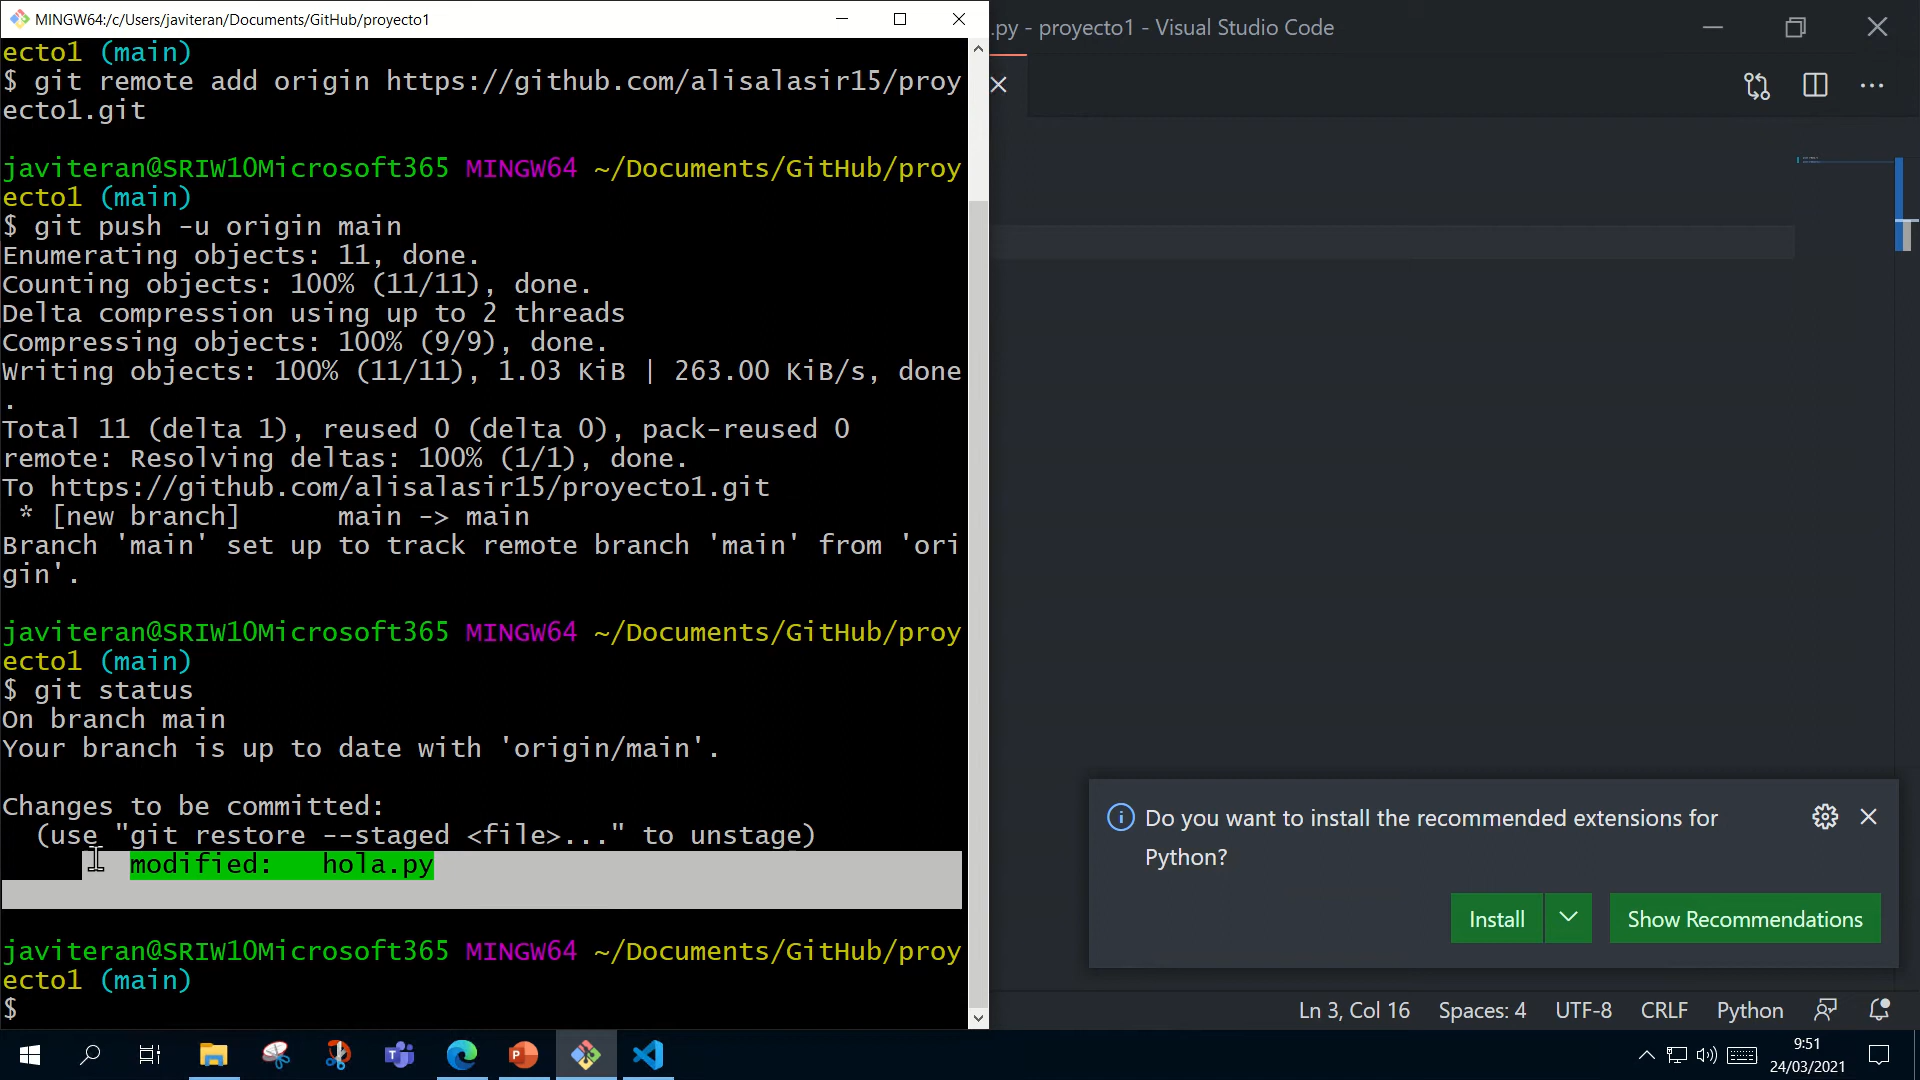 MINGW64:/c/Users/javiteran/Documents/GitHub/proyecto1
ecto1 (main)
$ git remote add origin https://github.com/alisalasir15/proy
ecto1.git
javiteran@SRIW10Microsoft365 MINGW64 ~/Documents/GitHub/proy
ecto1 (main)
$ git push -u origin main
Enumerating objects: 11, done.
Counting objects: 100% (11/11), done.
Delta compression using up to 2 threads
Compressing objects: 100% (9/9), done.
Writing objects: 100% (11/11), 1.03 KiB | 263.00 KiB/s, done
.
Total 11 (delta 1), reused 0 (delta 0), pack-reused 0
remote: Resolving deltas: 100% (1/1), done.
To https://github.com/alisalasir15/proyecto1.git
 * [new branch]      main -> main
Branch 'main' set up to track remote branch 'main' from 'ori
gin'.
javiteran@SRIW10Microsoft365 MINGW64 ~/Documents/GitHub/proy
ecto1 (main)
$ git status
On branch main
Your branch is up to date with 'origin/main'.
Changes to be committed:
  (use "git restore --staged <file>..." to unstage)
        modified:   hola.py
javiteran@SRIW10Microsoft365 MINGW64 ~/Documents/GitHub/proy
ecto1 (main)
$
.py - proyecto1 - Visual Studio Code
Do you want to install the recommended extensions for
Python?
Install
Show Recommendations
Ln 3, Col 16
Spaces: 4
UTF-8
CRLF
Python
9:51
24/03/2021